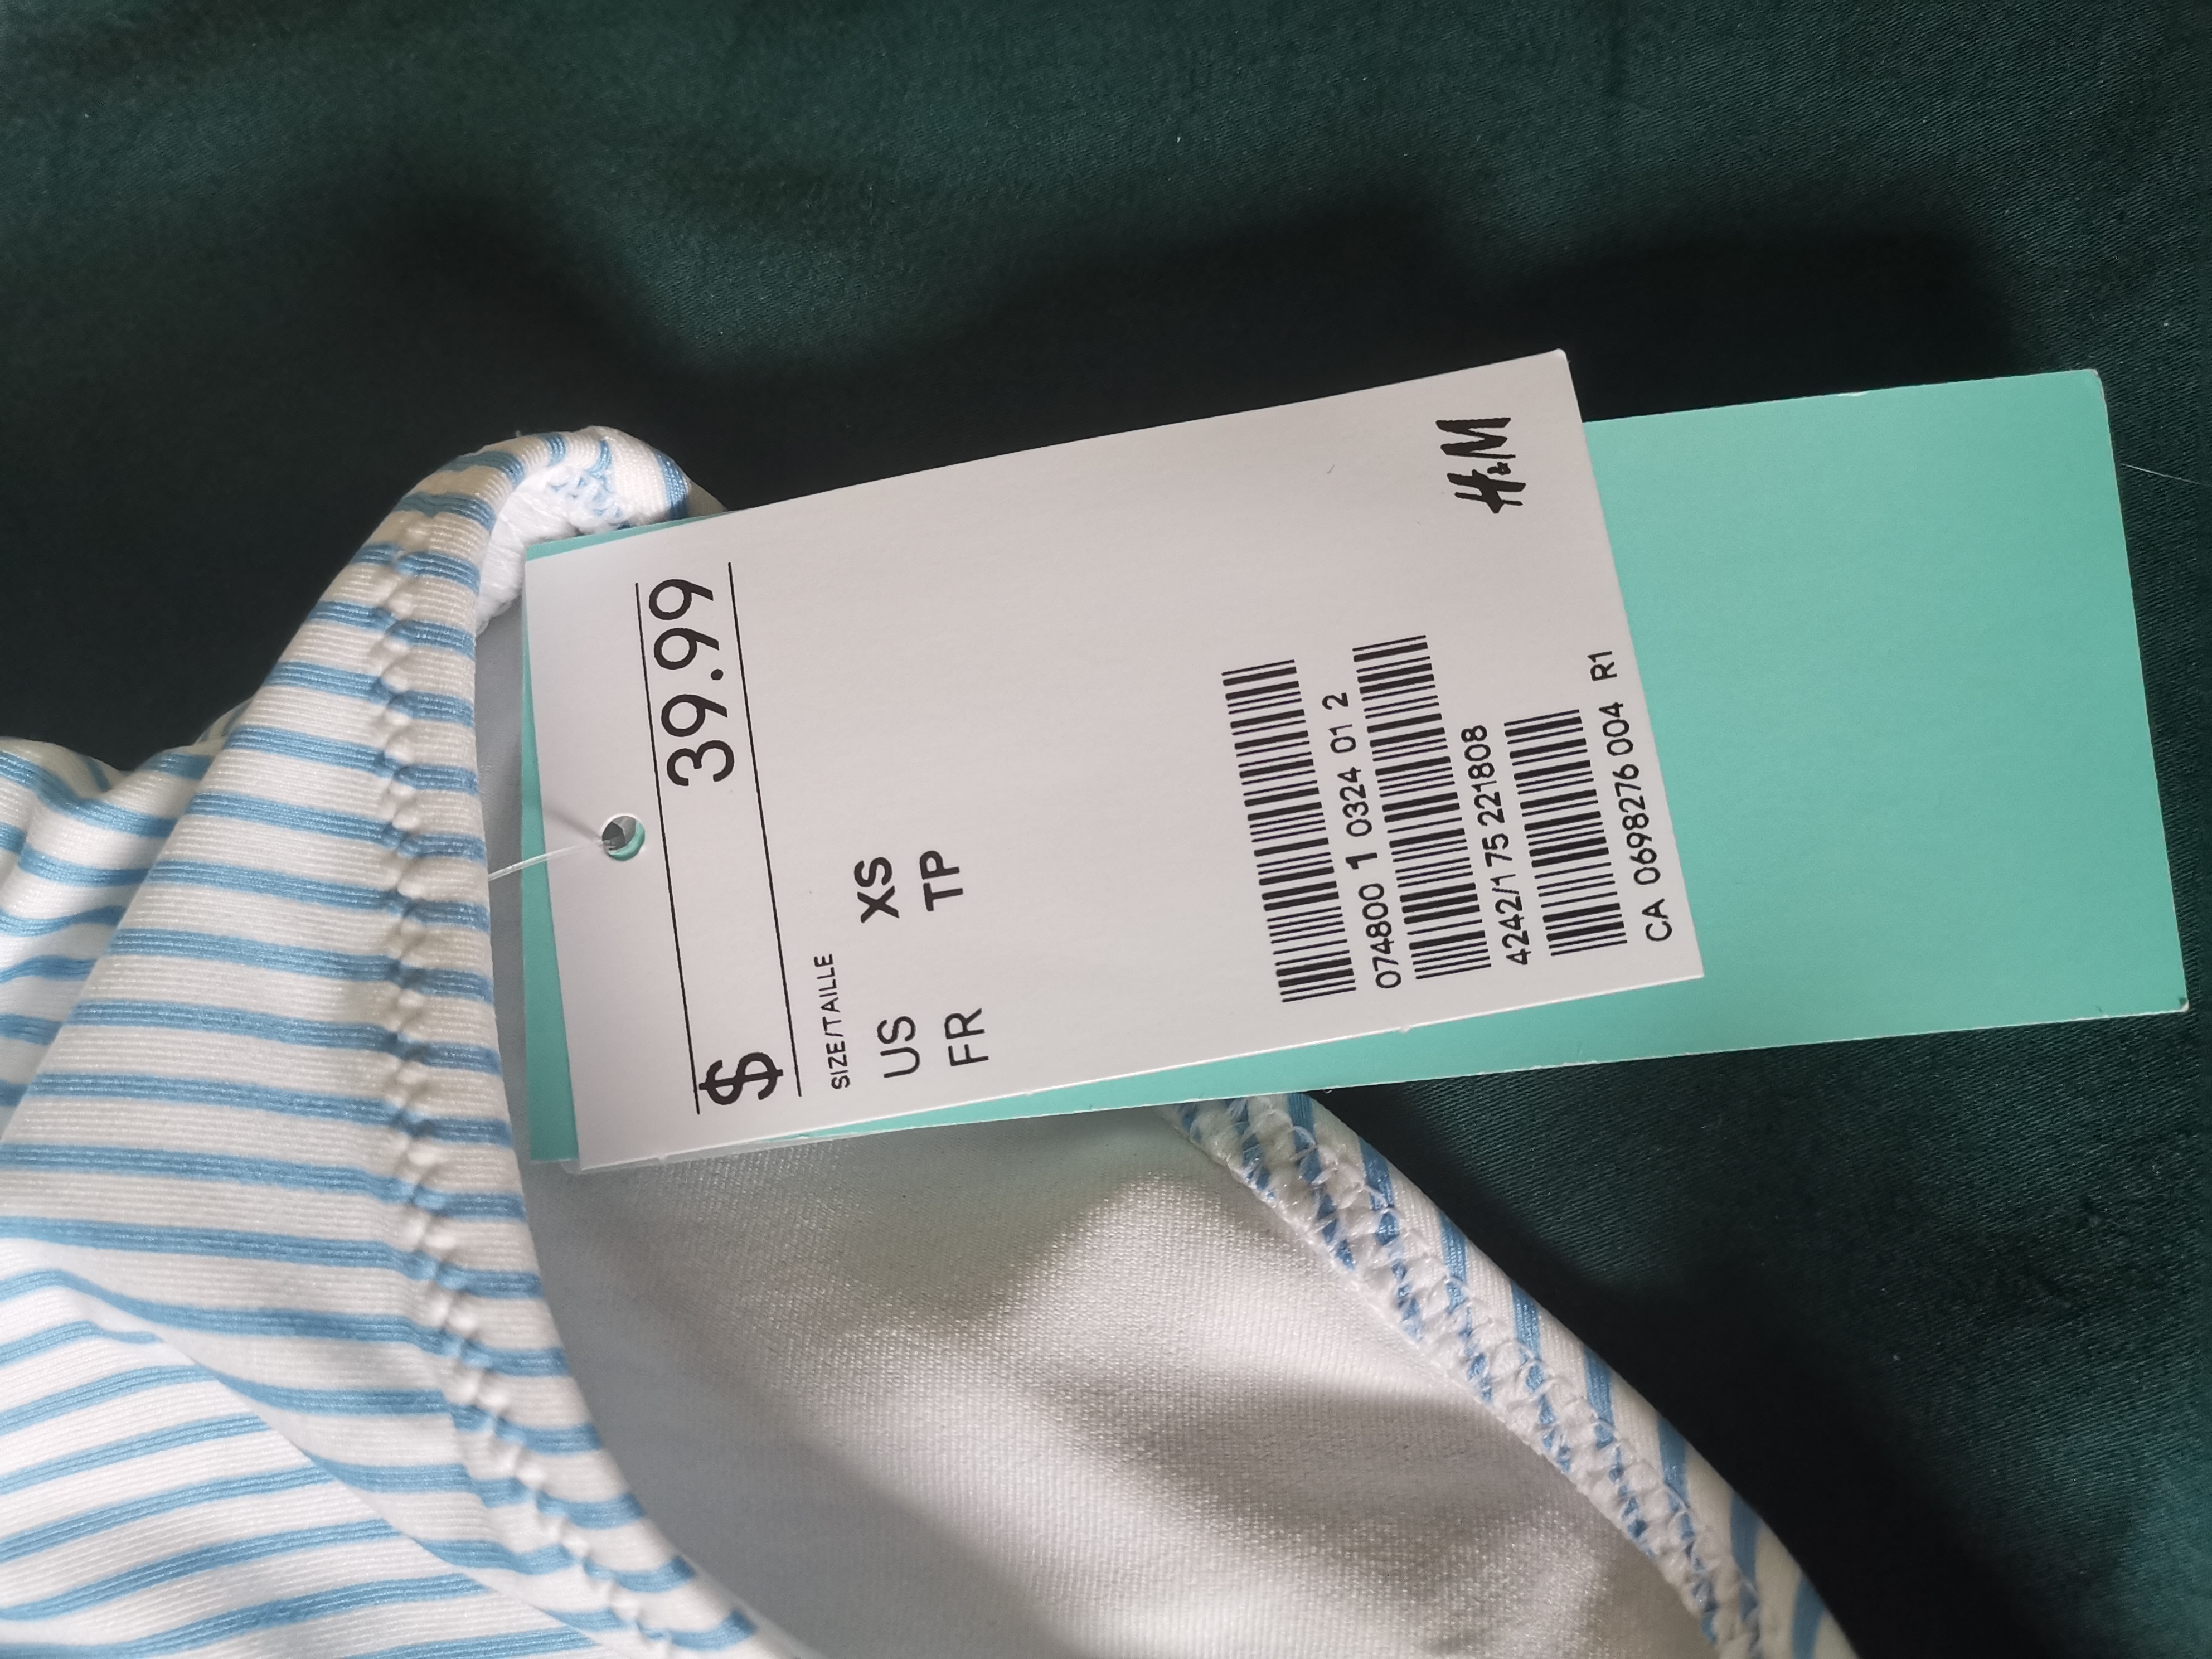 $ 39.99
SIZE/TAILLE
US XS
FR TP
074800 1 0324 01 2
4242/1 75 221808
CA 0698276 004 R1
H&M